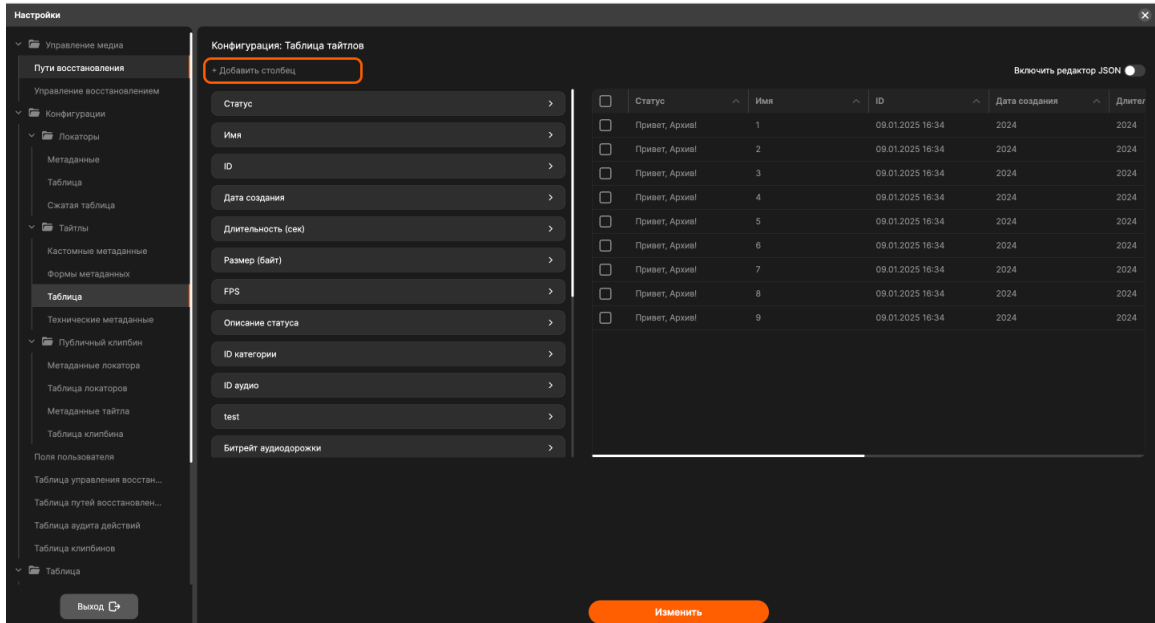 Настройки
Управление медиа
Пути восстановления
Управление восстановлением
Конфигурации
Локаторы
Метаданные
Таблица
Сжатая таблица
Тайтлы
Кастомные метаданные
Формы метаданных
Таблица
Технические метаданные
Публичный клипбин
Метаданные локатора
Таблица локаторов
Метаданные тайтла
Таблица клипбина
Поля пользователя
Таблица управления восстан...
Таблица путей восстановлен...
Таблица аудита действий
Таблица клипбинов
Таблица
Выход
Конфигурация: Таблица тайтлов
+ Добавить столбец
Включить редактор JSON
Статус
Имя
ID
Дата создания
Длительность (сек)
Размер (байт)
FPS
Описание статуса
ID категории
ID аудио
test
Битрейт аудиодорожки
Статус Имя ID Дата создания Длител
Привет, Архив! 1 09.01.2025 16:34 2024 2024
Привет, Архив! 2 09.01.2025 16:34 2024 2024
Привет, Архив! 3 09.01.2025 16:34 2024 2024
Привет, Архив! 4 09.01.2025 16:34 2024 2024
Привет, Архив! 5 09.01.2025 16:34 2024 2024
Привет, Архив! 6 09.01.2025 16:34 2024 2024
Привет, Архив! 7 09.01.2025 16:34 2024 2024
Привет, Архив! 8 09.01.2025 16:34 2024 2024
Привет, Архив! 9 09.01.2025 16:34 2024 2024
Изменить